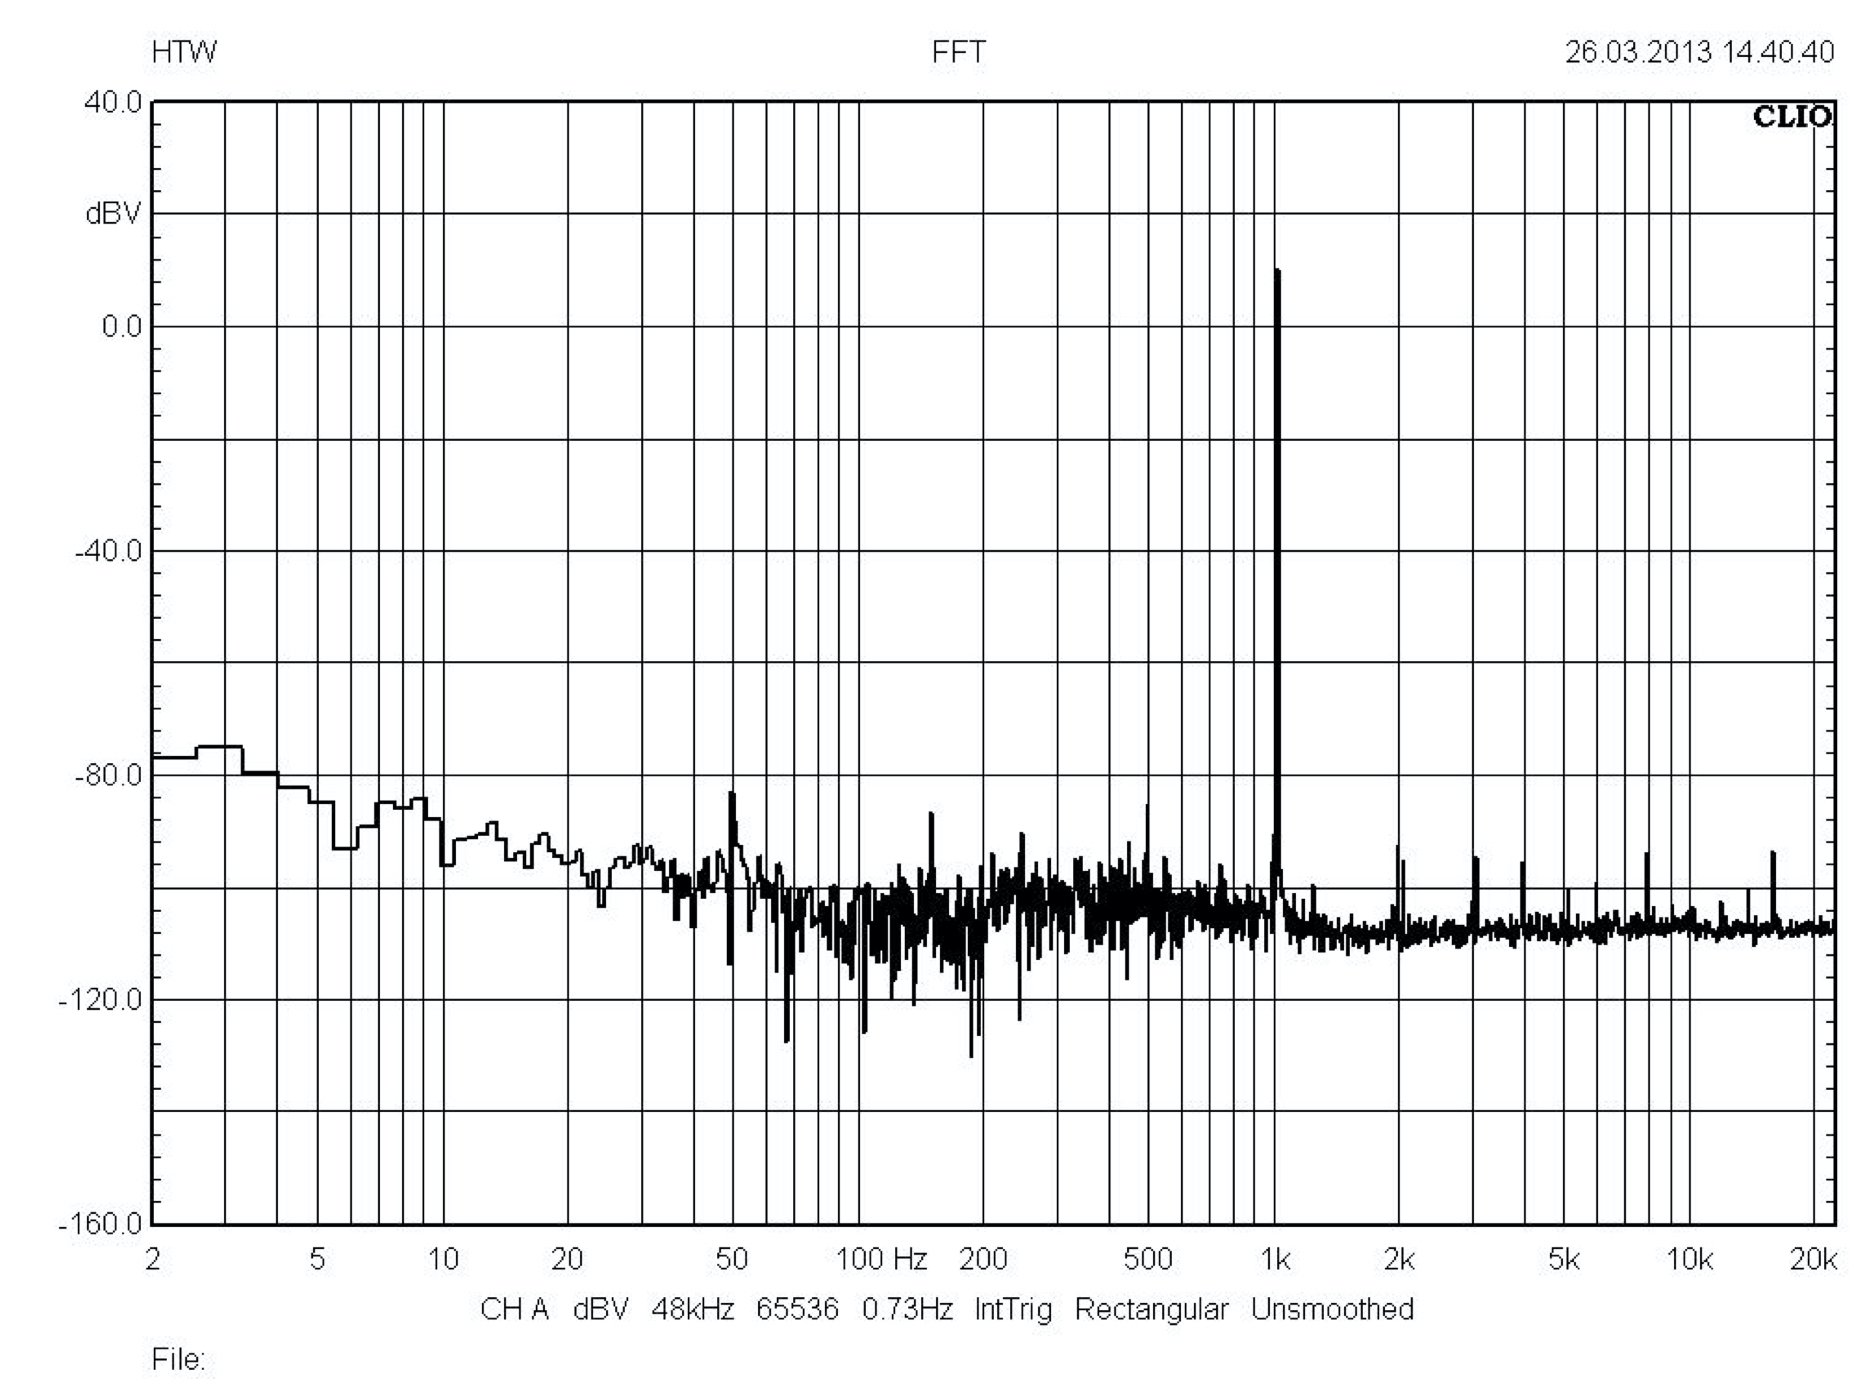 HTW FFT 26.03.2013 14.40.40
40.0
CLIO
dBV
0.0
-40.0
-80.0
-120.0
-160.0
2 5 10 20 50 100 Hz 200 500 1k 2k 5k 10k 20k
CH A dBV 48kHz 65536 0.73Hz IntTrig Rectangular Unsmoothed
File: